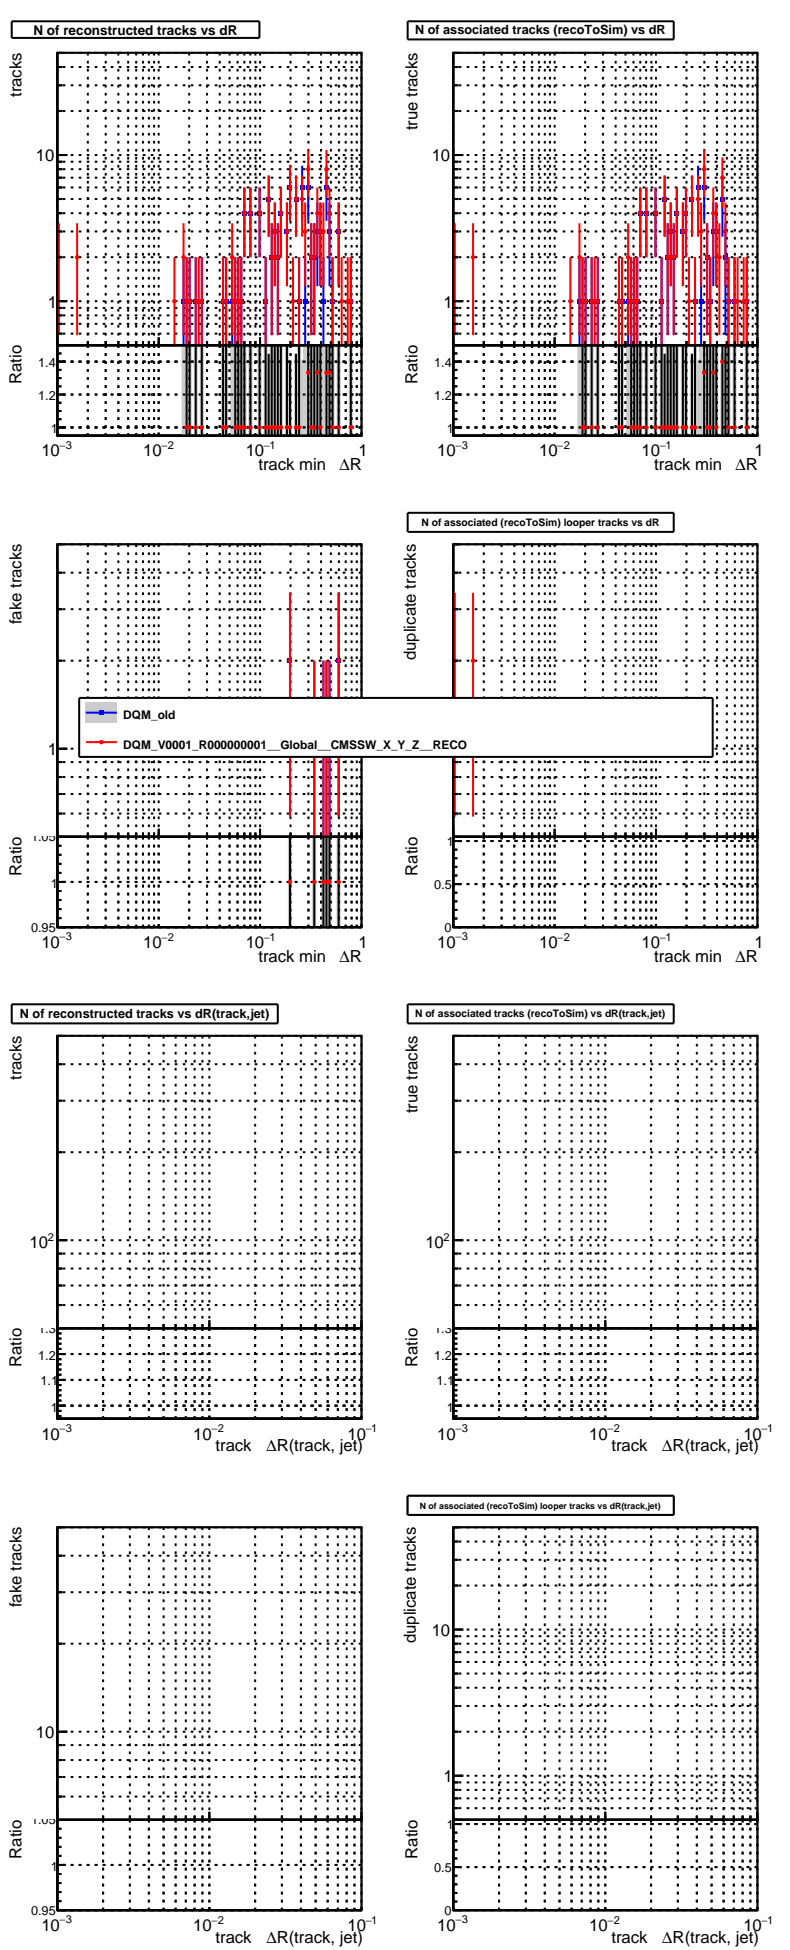 N of reconstructed tracks vs dR
N of associated tracks (recoToSim) vs dR
tracks
10
1
Ratio
1.4
1.2
1
10−3
10−2
10−1
1
track min ΔR
true tracks
10
1
Ratio
1.4
1.2
1
10−3
10−2
10−1
1
track min ΔR
N of associated (recoToSim) looper tracks vs dR
fake tracks
1
Ratio
1.05
1
0.95
10−3
10−2
10−1
1
track min ΔR
duplicate tracks
Ratio
1
0.5
0
10−3
10−2
10−1
1
track min ΔR
DQM_old
DQM_V0001_R000000001__Global__CMSSW_X_Y_Z__RECO
N of reconstructed tracks vs dR(track,jet)
N of associated tracks (recoToSim) vs dR(track,jet)
tracks
10²
Ratio
1.3
1.2
1.1
1
10−3
10−2
10−1
track ΔR(track, jet)
true tracks
10²
Ratio
1.3
1.2
1.1
1
10−3
10−2
10−1
track ΔR(track, jet)
N of associated (recoToSim) looper tracks vs dR(track,jet)
fake tracks
10
Ratio
1.05
1
0.95
10−3
10−2
10−1
track ΔR(track, jet)
duplicate tracks
10
1
Ratio
1
0.5
0
10−3
10−2
10−1
track ΔR(track, jet)